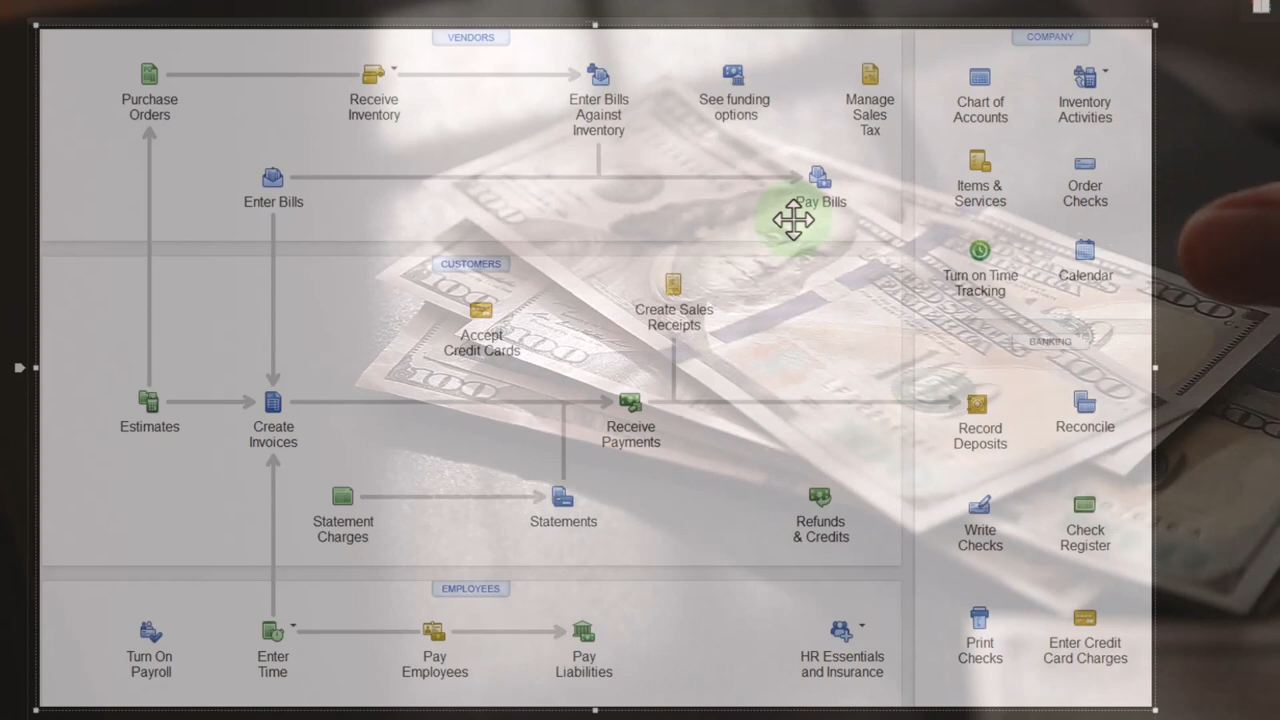 VENDORS
COMPANY
Purchase
Orders
Receive
Inventory
Enter Bills
Against
Inventory
See funding
options
Manage
Sales
Tax
Chart of
Accounts
Inventory
Activities
Enter Bills
Pay Bills
Items &
Services
Order
Checks
CUSTOMERS
Turn on Time
Tracking
Calendar
Create Sales
Receipts
Accept
Credit Cards
BANKING
Estimates
Create
Invoices
Receive
Payments
Record
Deposits
Reconcile
Statement
Charges
Statements
Refunds
& Credits
Write
Checks
Check
Register
EMPLOYEES
Turn On
Payroll
Enter
Time
Pay
Employees
Pay
Liabilities
HR Essentials
and Insurance
Print
Checks
Enter Credit
Card Charges
100
100
100
100